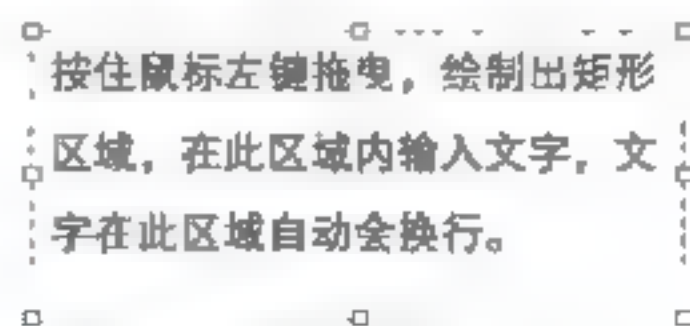 按住鼠标左键拖曳，绘制出矩形
区域，在此区域内输入文字，文
字在此区域自动会换行。